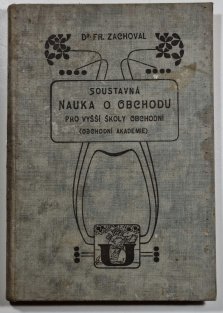 Dr. FR. ZACHOVAL
SOUSTAVNÁ
NAUKA O OBCHODU
PRO VYŠŠÍ ŠKOLY OBCHODNÍ
(OBCHODNÍ AKADEMIE)
U